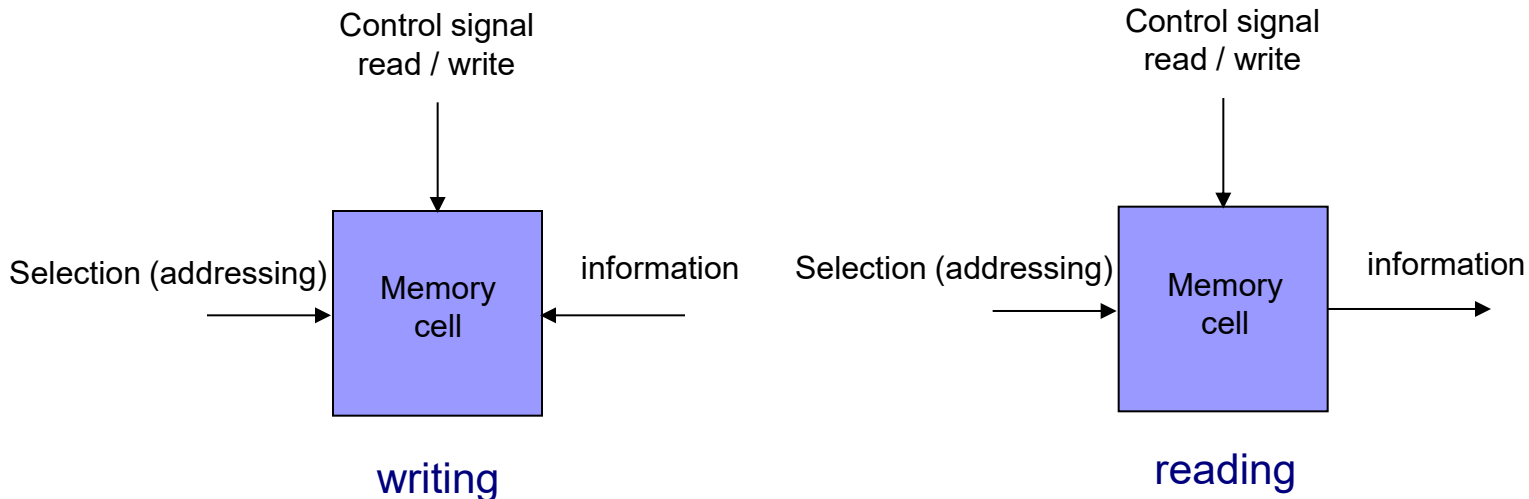 Control signal
read / write
Selection (addressing)
information
Memory
cell
writing
Control signal
read / write
Selection (addressing)
information
Memory
cell
reading